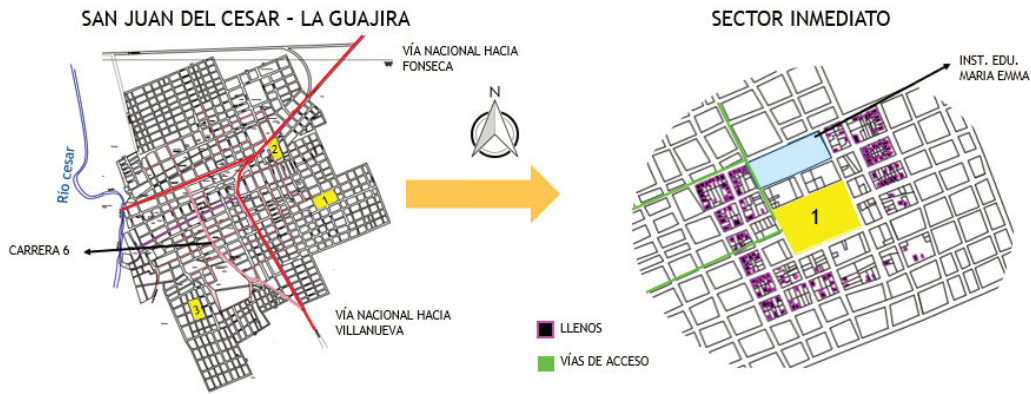 SAN JUAN DEL CESAR - LA GUAJIRA
VÍA NACIONAL HACIA
FONSECA
Río cesar
2
1
CARRERA 6
3
VÍA NACIONAL HACIA
VILLANUEVA
N
SECTOR INMEDIATO
INST. EDU.
MARIA EMMA
1
LLENOS
VÍAS DE ACCESO